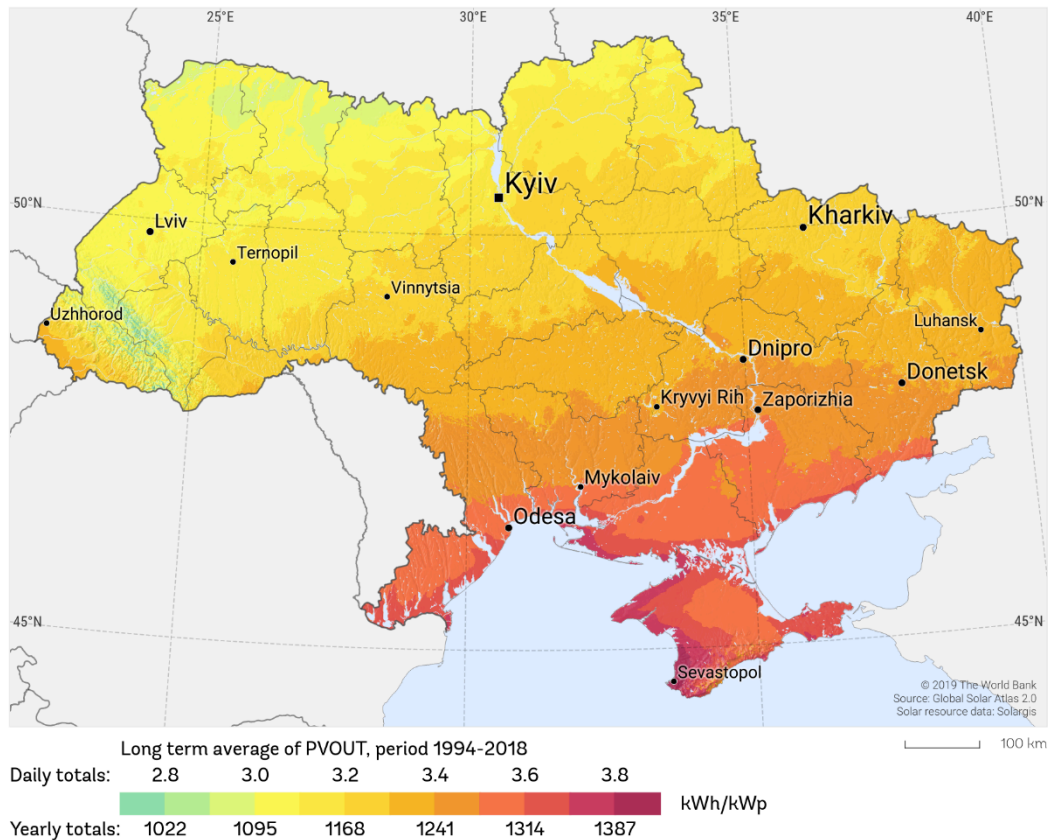 25°E 30°E 35°E 40°E
50°N
50°N
Kyiv
Kharkiv
Lviv
Ternopil
Vinnytsia
Uzhhorod
Luhansk
Dnipro
Donetsk
Kryvyi Rih
Zaporizhia
Mykolaiv
Odesa
45°N
45°N
Sevastopol
© 2019 The World Bank
Source: Global Solar Atlas 2.0
Solar resource data: Solargis
100 km
Long term average of PVOUT, period 1994-2018
Daily totals: 2.8 3.0 3.2 3.4 3.6 3.8
kWh/kWp
Yearly totals: 1022 1095 1168 1241 1314 1387